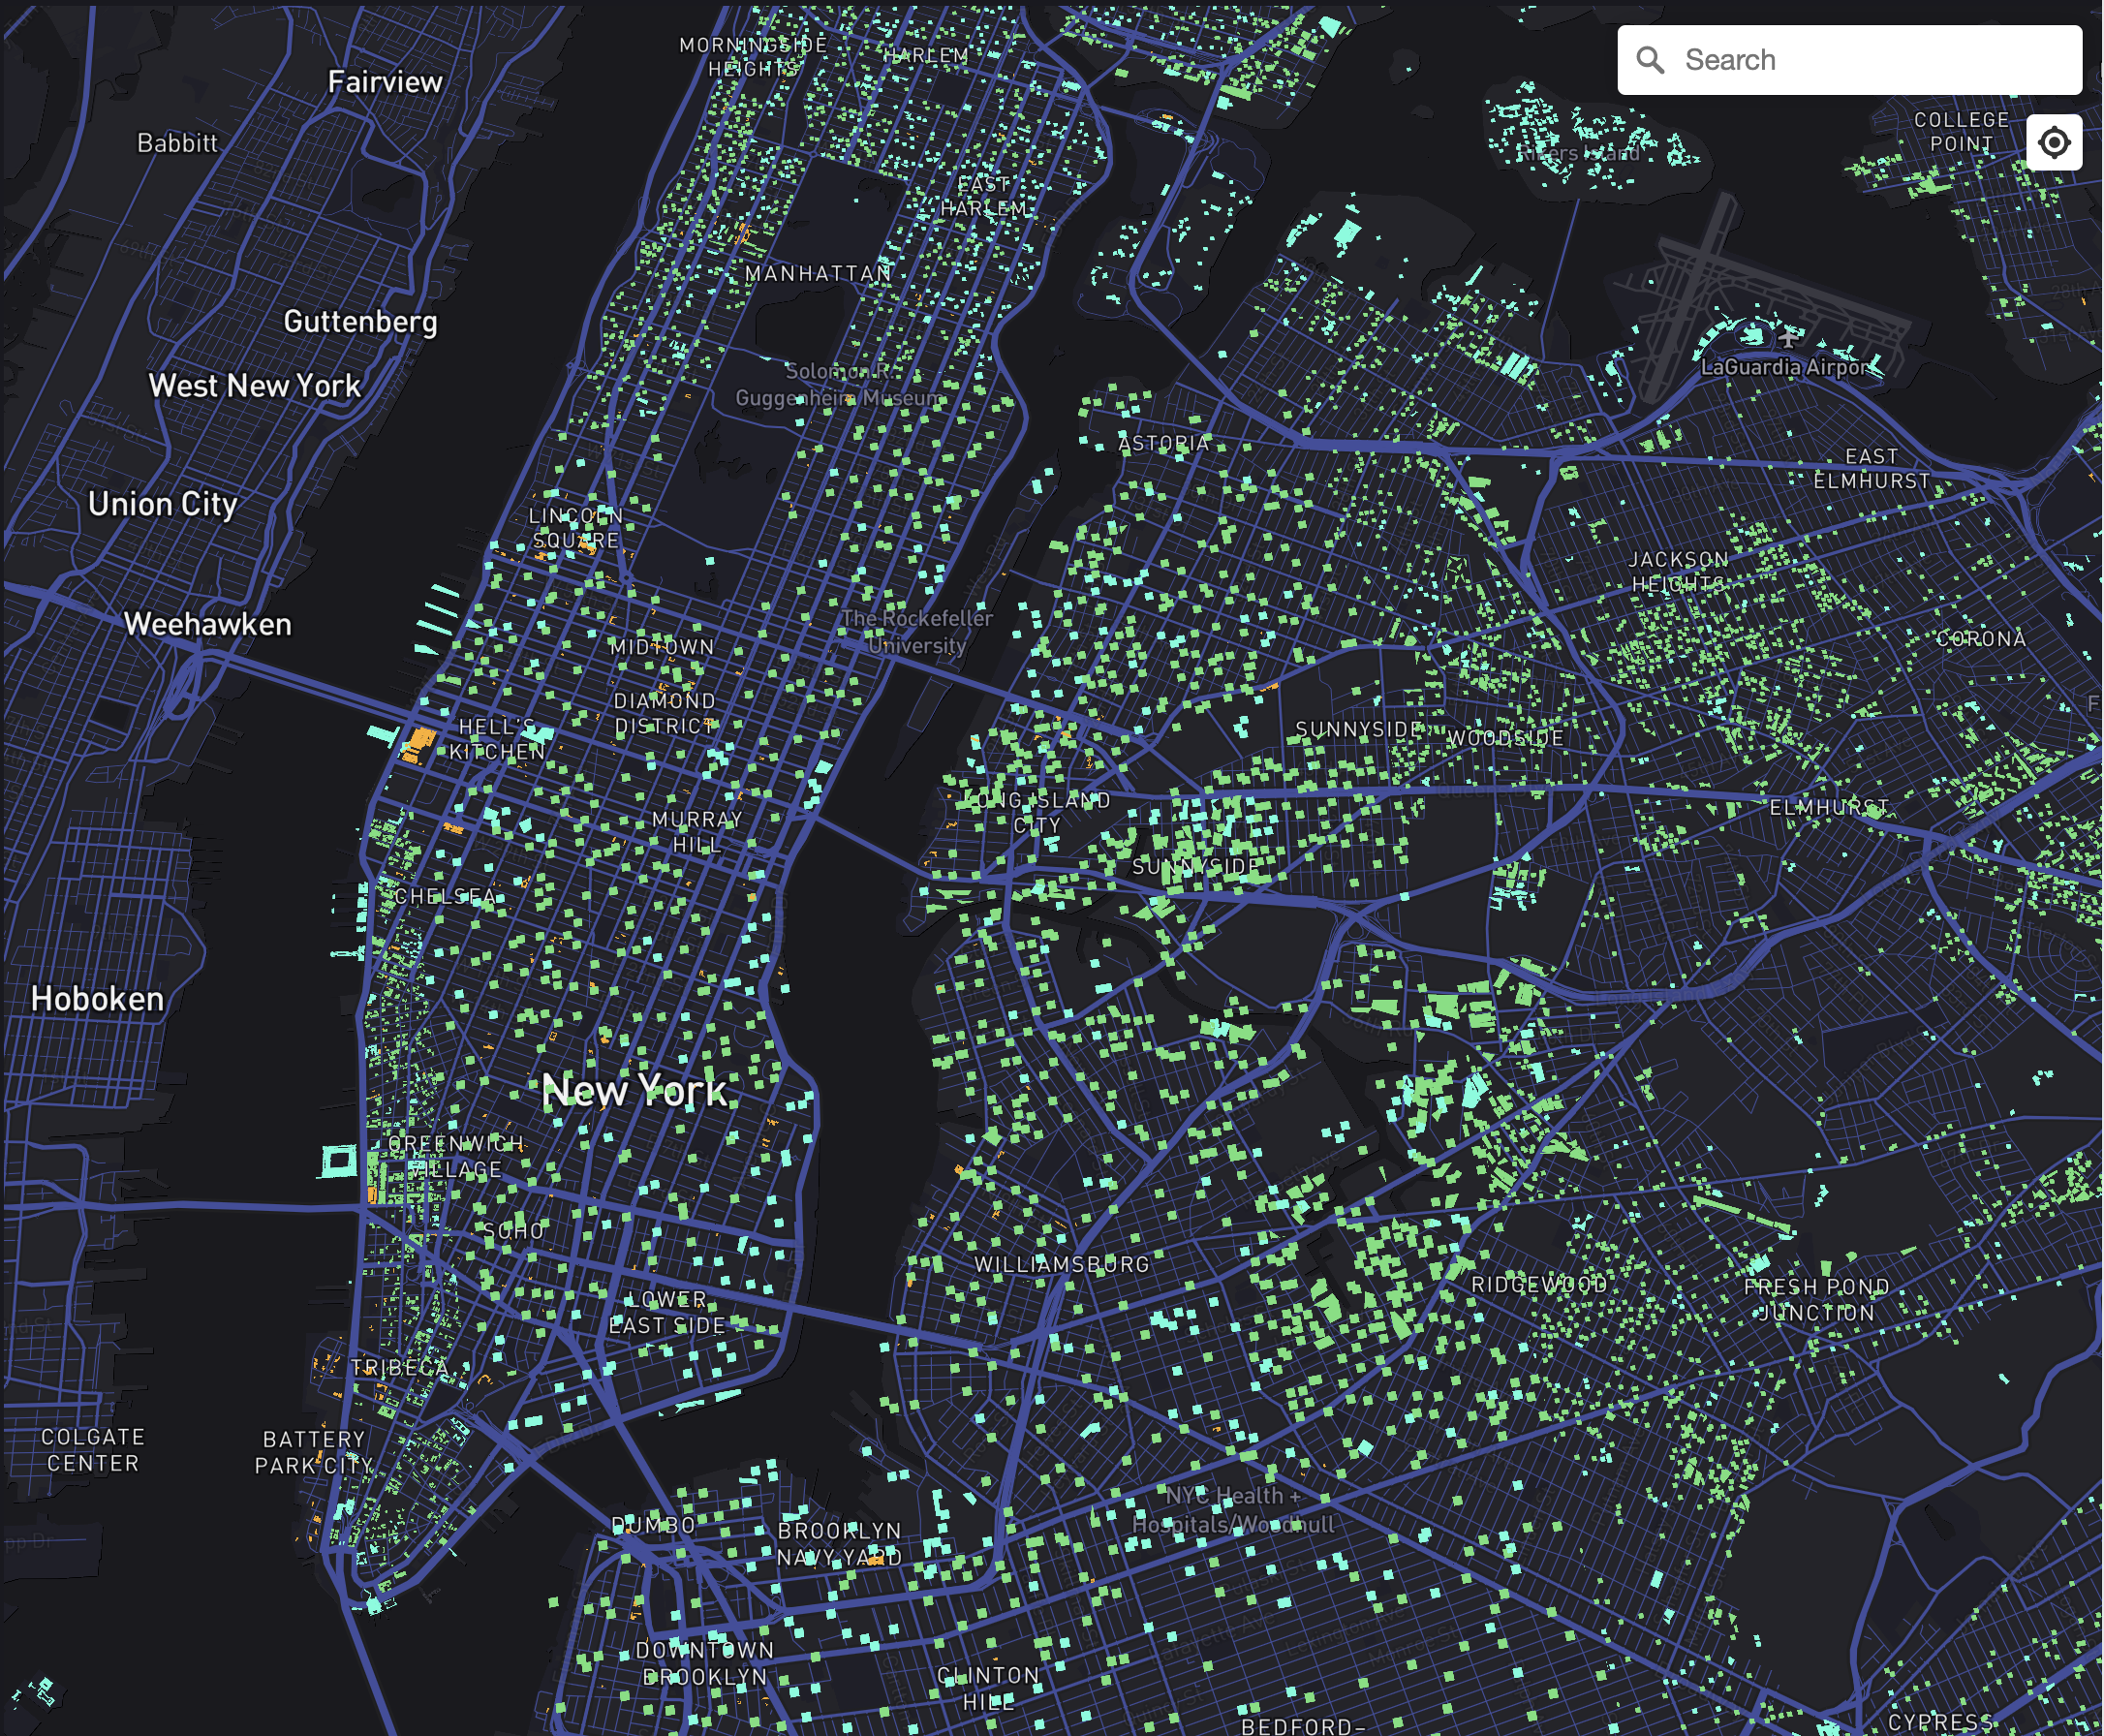 Search
MORNINGSIDE
HEIGHTS
HARLEM
Fairview
Babbitt
COLLEGE
POINT
Rikers Island
EAST
HARLEM
MANHATTAN
Guttenberg
West New York
Solomon R.
Guggenheim Museum
LaGuardia Airpor
ASTORIA
EAST
ELMHURST
Union City
LINCOLN
SQUARE
JACKSON
HEIGHTS
Weehawken
The Rockefeller
University
MIDTOWN
CORONA
DIAMOND
DISTRICT
HELL'S
KITCHEN
SUNNYSIDE
WOODSIDE
F
LONG ISLAND
CITY
ELMHURST
MURRAY
HILL
SUNNYSIDE
CHELSEA
Hoboken
New York
GREENWICH
VILLAGE
SOHO
WILLIAMSBURG
RIDGEWOOD
FRESH POND
JUNCTION
LOWER
EAST SIDE
TRIBECA
COLGATE
CENTER
BATTERY
PARK CITY
NYC Health +
Hospitals/Woodhull
DUMBO
BROOKLYN
NAVY YARD
DOWNTOWN
BROOKLYN
CLINTON
HILL
BEDFORD-
CYPRESS